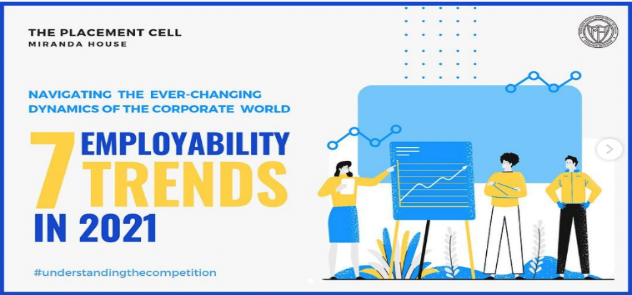 THE PLACEMENT CELL
MIRANDA HOUSE
NAVIGATING THE EVER-CHANGING
DYNAMICS OF THE CORPORATE WORLD
7 EMPLOYABILITY
TRENDS
IN 2021
#understandingthecompetition